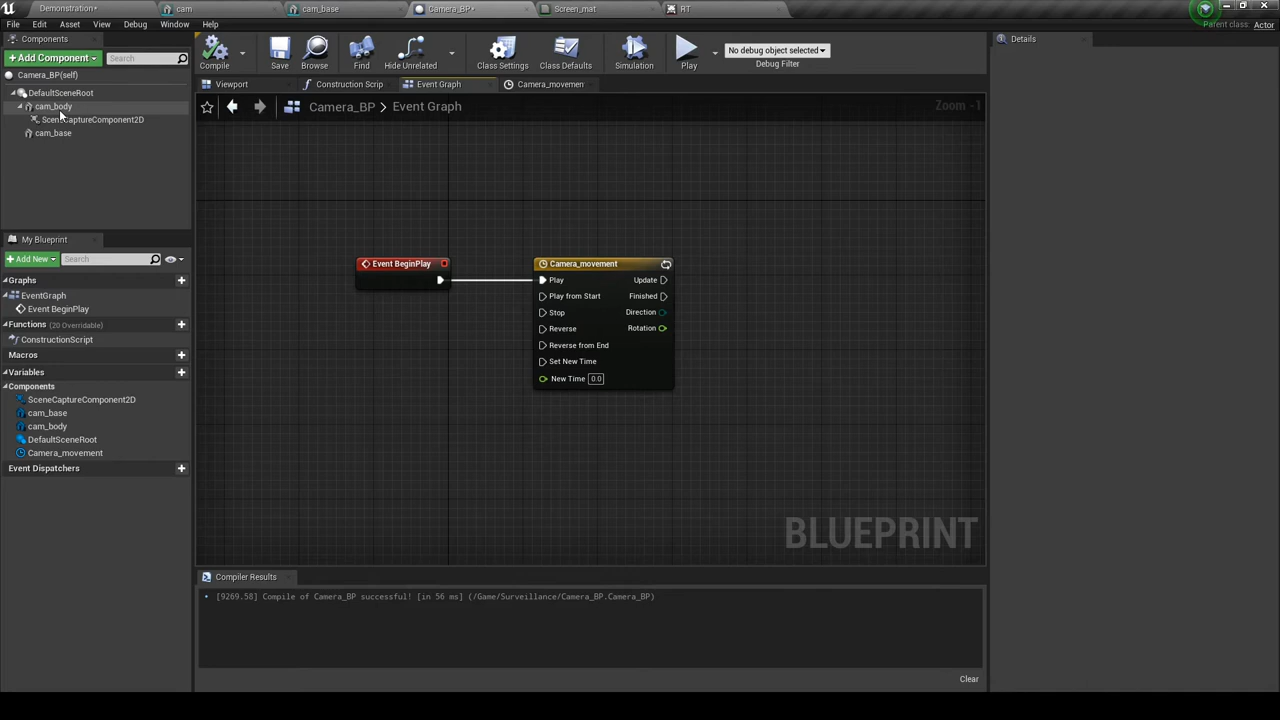 Demonstration*
cam
cam_base
Camera_BP*
Screen_mat
RT
File Edit Asset View Debug Window Help
Parent class: Actor
Components
+Add Component
Search
Camera_BP(self)
DefaultSceneRoot
cam_body
SceneCaptureComponent2D
cam_base
Compile
Save
Browse
Find
Hide Unrelated
Class Settings
Class Defaults
Simulation
Play
No debug object selected
Debug Filter
Details
Viewport
Construction Scrip
Event Graph
Camera_movemen
Camera_BP > Event Graph
Zoom -1
Event BeginPlay
Camera_movement
Play
Update
Play from Start
Finished
Stop
Direction
Reverse
Rotation
Reverse from End
Set New Time
New Time 0.0
BLUEPRINT
My Blueprint
+Add New
Search
Graphs
EventGraph
Event BeginPlay
Functions (20 Overridable)
ConstructionScript
Macros
Variables
Components
SceneCaptureComponent2D
cam_base
cam_body
DefaultSceneRoot
Camera_movement
Event Dispatchers
Compiler Results
[9269.58] Compile of Camera_BP successful! [in 56 ms] (/Game/Surveillance/Camera_BP.Camera_BP)
Clear